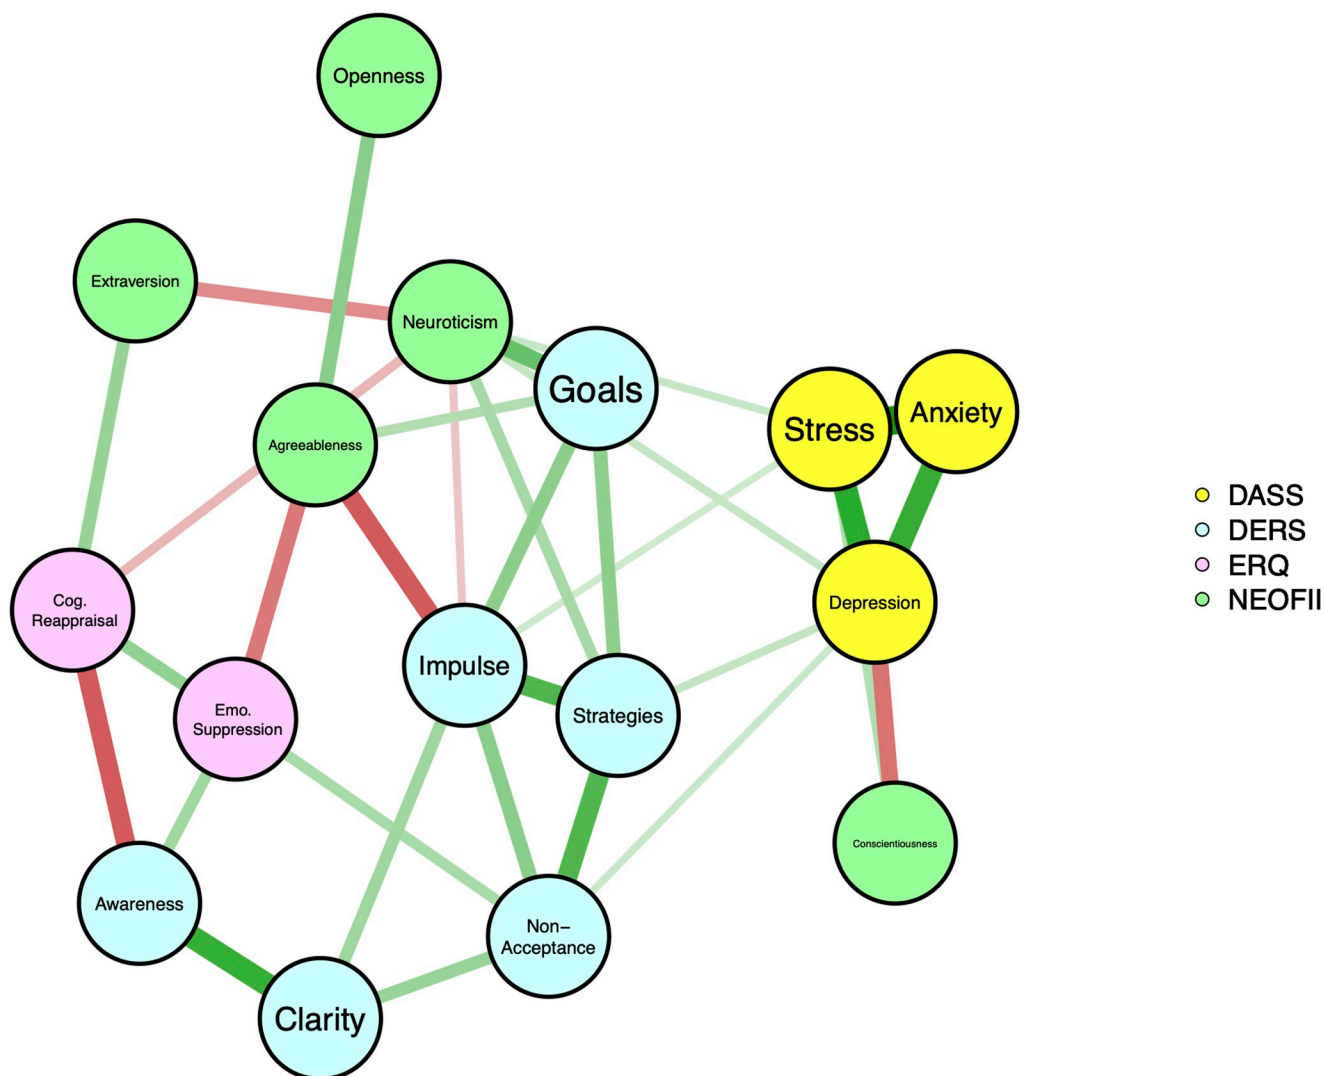 Openness
Extraversion
Neuroticism
Goals
Stress
Anxiety
Agreeableness
DASS
DERS
ERQ
NEOFII
Cog.
Reappraisal
Depression
Impulse
Emo.
Suppression
Strategies
Conscientiousness
Awareness
Non−
Acceptance
Clarity